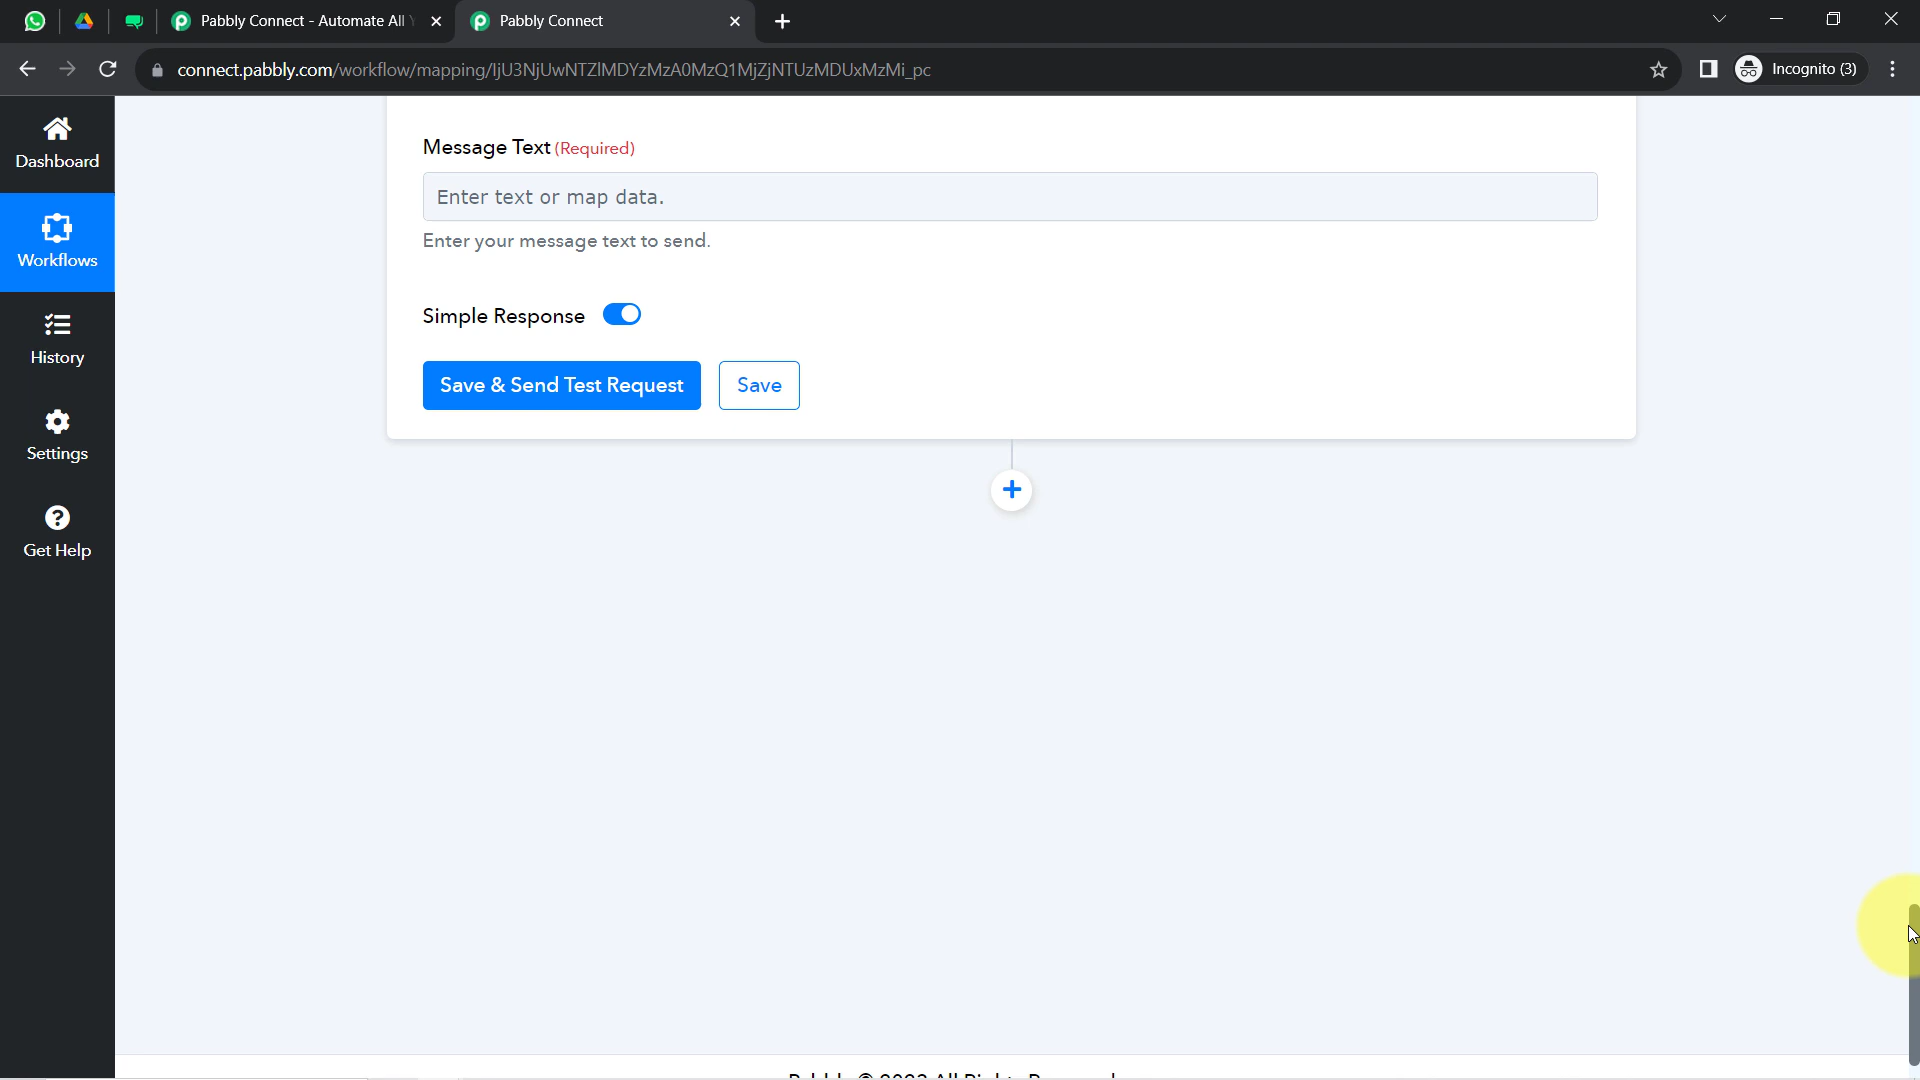 Pabbly Connect - Automate All
Pabbly Connect
connect.pabbly.com/workflow/mapping/IjU3NjUwNTZlMDYzMzA0MzQ1MjZjNTUzMDUxMzMi_pc
Incognito (3)
Dashboard
Workflows
History
Settings
Get Help
Message Text (Required)
Enter text or map data.
Enter your message text to send.
Simple Response
Save & Send Test Request
Save